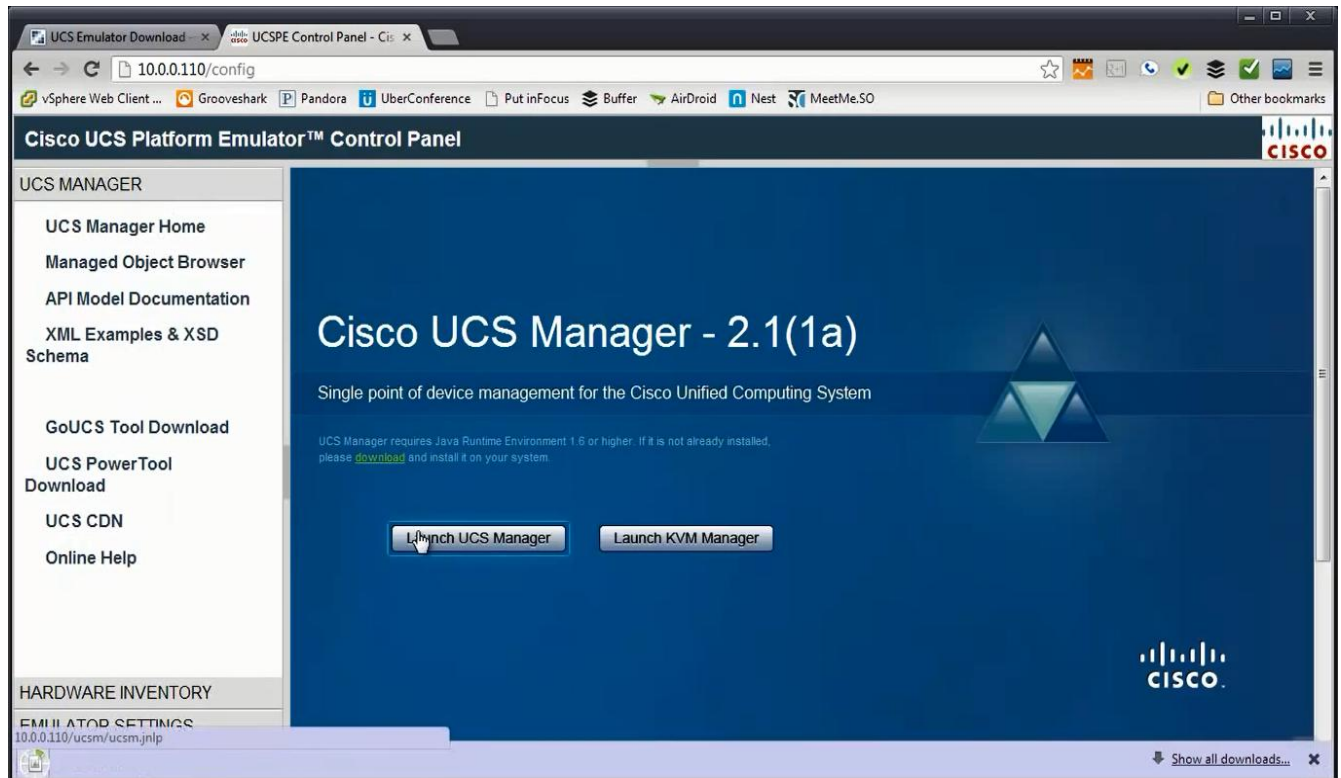 UCS Emulator Download -
UCSPE Control Panel - Cis
10.0.0.110/config
vSphere Web Client ...
Grooveshark
Pandora
UberConference
Put inFocus
Buffer
AirDroid
Nest
MeetMe.SO
Other bookmarks
Cisco UCS Platform Emulator™ Control Panel
CISCO
UCS MANAGER
UCS Manager Home
Managed Object Browser
API Model Documentation
XML Examples & XSD
Schema
GoUCS Tool Download
UCS PowerTool
Download
UCS CDN
Online Help
HARDWARE INVENTORY
EMULATOR SETTINGS
Cisco UCS Manager - 2.1(1a)
Single point of device management for the Cisco Unified Computing System
UCS Manager requires Java Runtime Environment 1.6 or higher. If it is not already installed,
please download and install it on your system.
Launch UCS Manager
Launch KVM Manager
CISCO.
10.0.0.110/ucsm/ucsm.jnlp
Show all downloads...